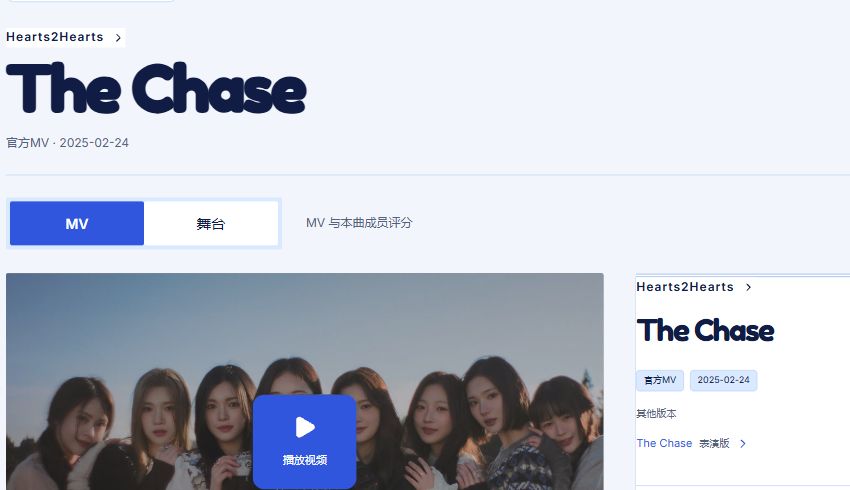 Hearts2Hearts
The Chase
官方MV · 2025-02-24
MV
舞台
MV 与本曲成员评分
播放视频
Hearts2Hearts
The Chase
官方MV
2025-02-24
其他版本
The Chase 表演版